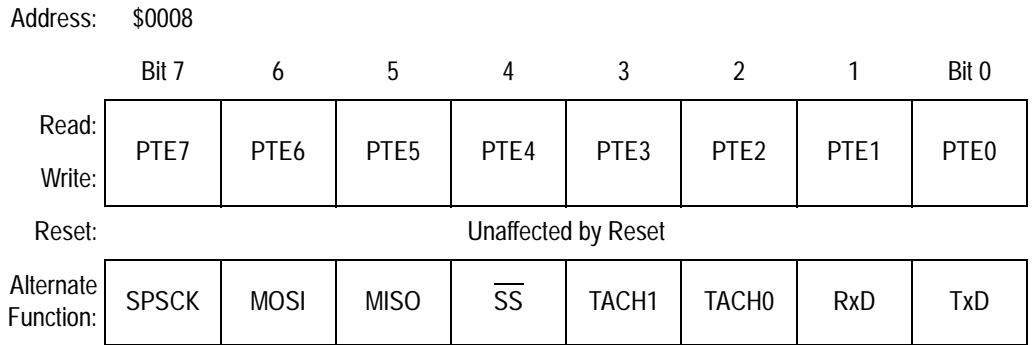 Address: $0008
Bit 7 6 5 4 3 2 1 Bit 0
Read:
PTE7 PTE6 PTE5 PTE4 PTE3 PTE2 PTE1 PTE0
Write:
Reset: Unaffected by Reset
Alternate
Function: SPSCK MOSI MISO S̅S̅ TACH1 TACH0 RxD TxD